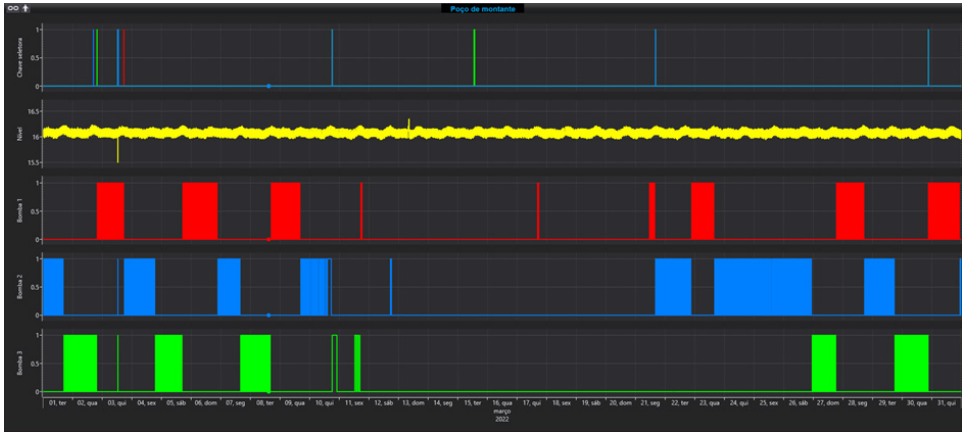 Poço de montante
Chave seletora
1
0.5
0
Nível
16.5
16
15.5
Bomba 1
1
0.5
0
Bomba 2
1
0.5
0
Bomba 3
1
0.5
0
01, ter 02, qua 03, qui 04, sex 05, sáb 06, dom 07, seg 08, ter 09, qua 10, qui 11, sex 12, sáb 13, dom 14, seg 15, ter 16, qua 17, qui 18, sex 19, sáb 20, dom 21, seg 22, ter 23, qua 24, qui 25, sex 26, sáb 27, dom 28, seg 29, ter 30, qua 31, qui
março
2022